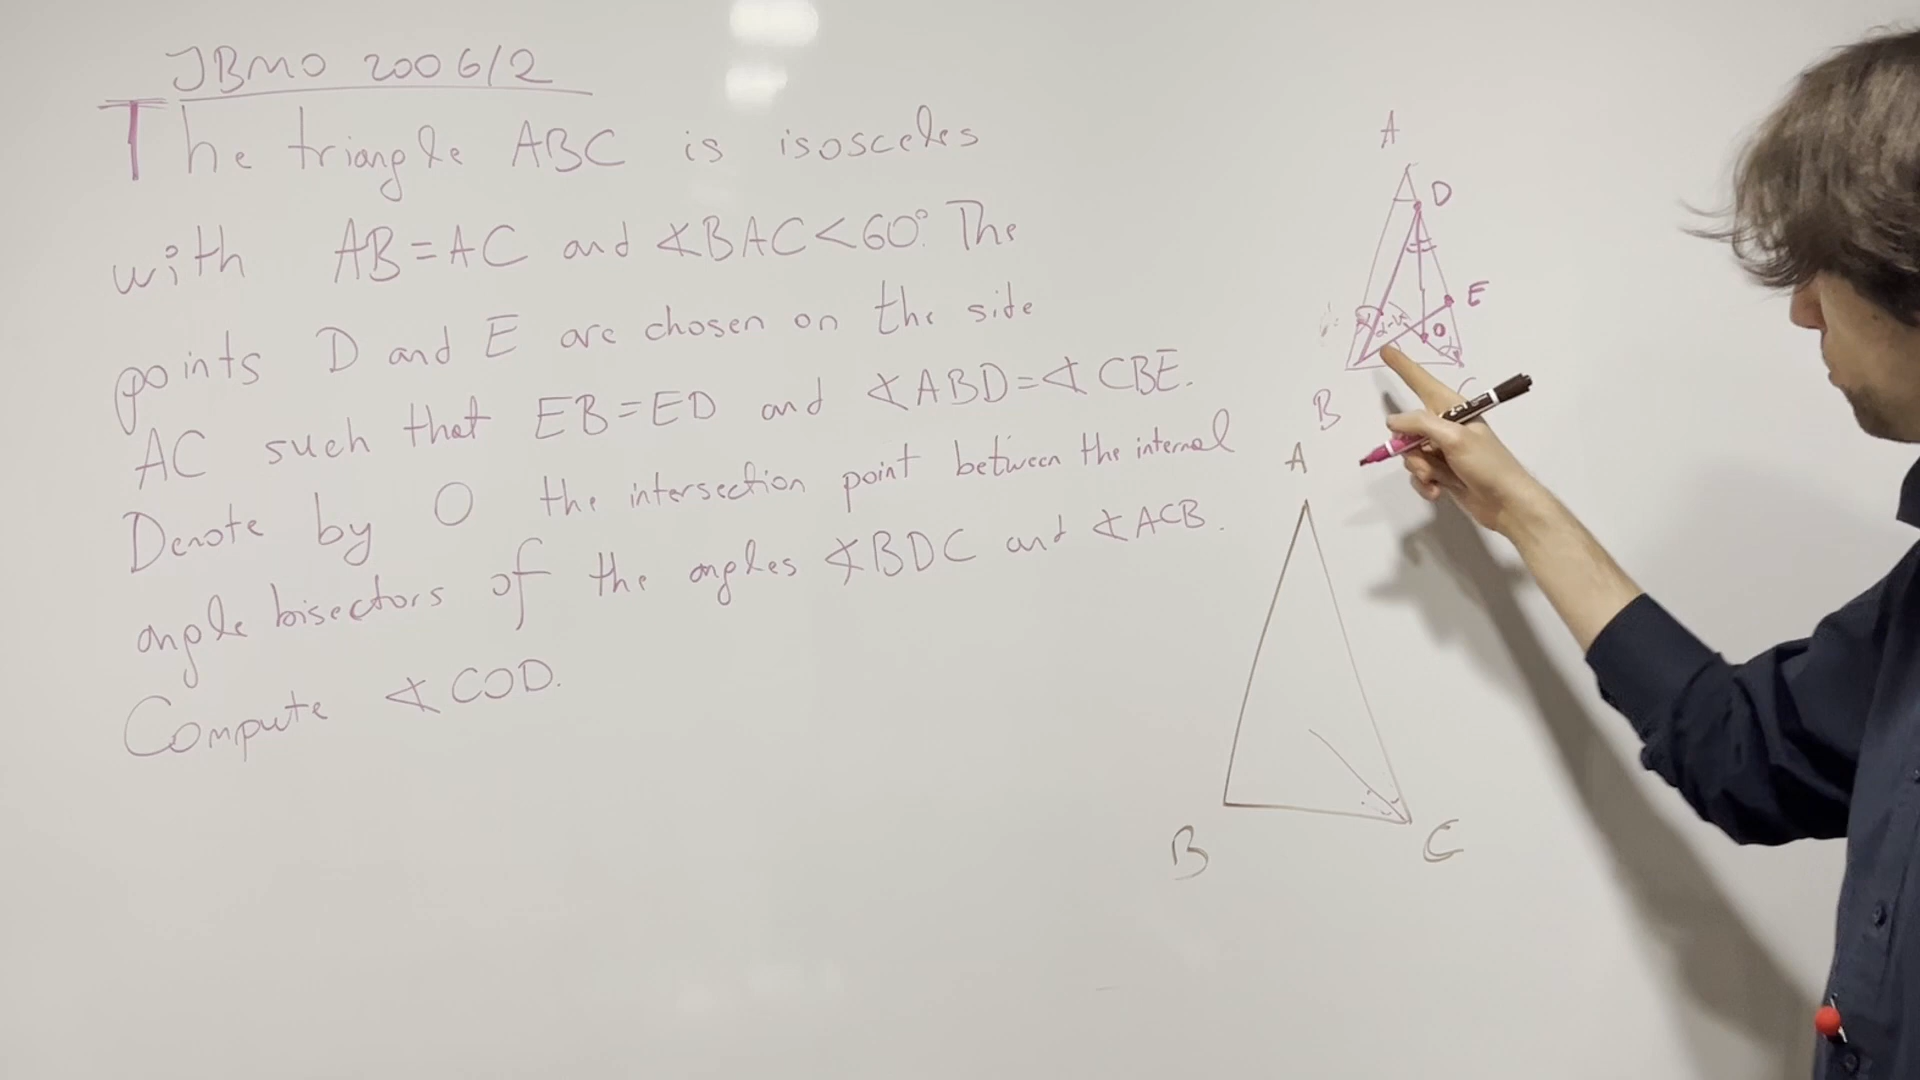 JBMO 2006/2
The triangle ABC is isosceles
with AB=AC and ∢BAC<60°. The
points D and E are chosen on the side
AC such that EB=ED and ∢ABD=∢CBE.
Denote by O the intersection point between the internal
angle bisectors of the angles ∢BDC and ∢ACB.
Compute ∢COD.
A
D
E
O
B
C
A
B
C